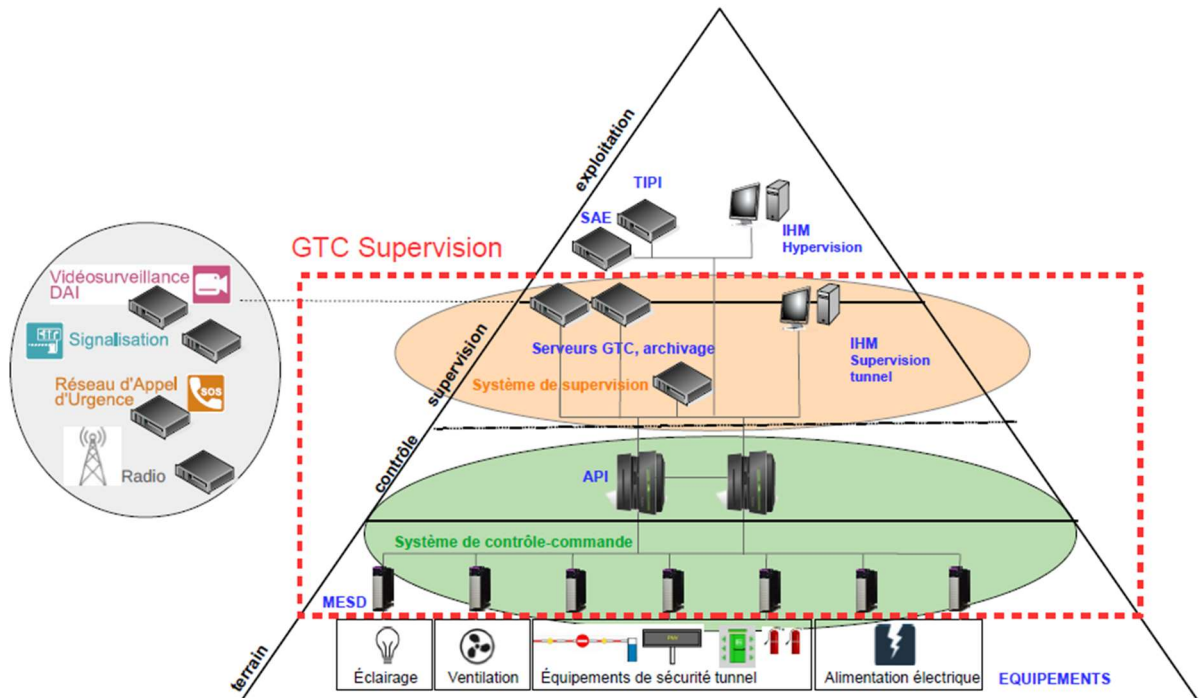 exploitation
TIPI
SAE
IHM
Hypervision
GTC Supervision
Vidéosurveillance
DAI
Signalisation
Réseau d'Appel
d'Urgence
SOS
Radio
supervision
Serveurs GTC, archivage
IHM
Supervision
tunnel
Système de supervision
contrôle
API
Système de contrôle-commande
MESD
terrain
Éclairage
Ventilation
PMV
Équipements de sécurité tunnel
Alimentation électrique
EQUIPEMENTS